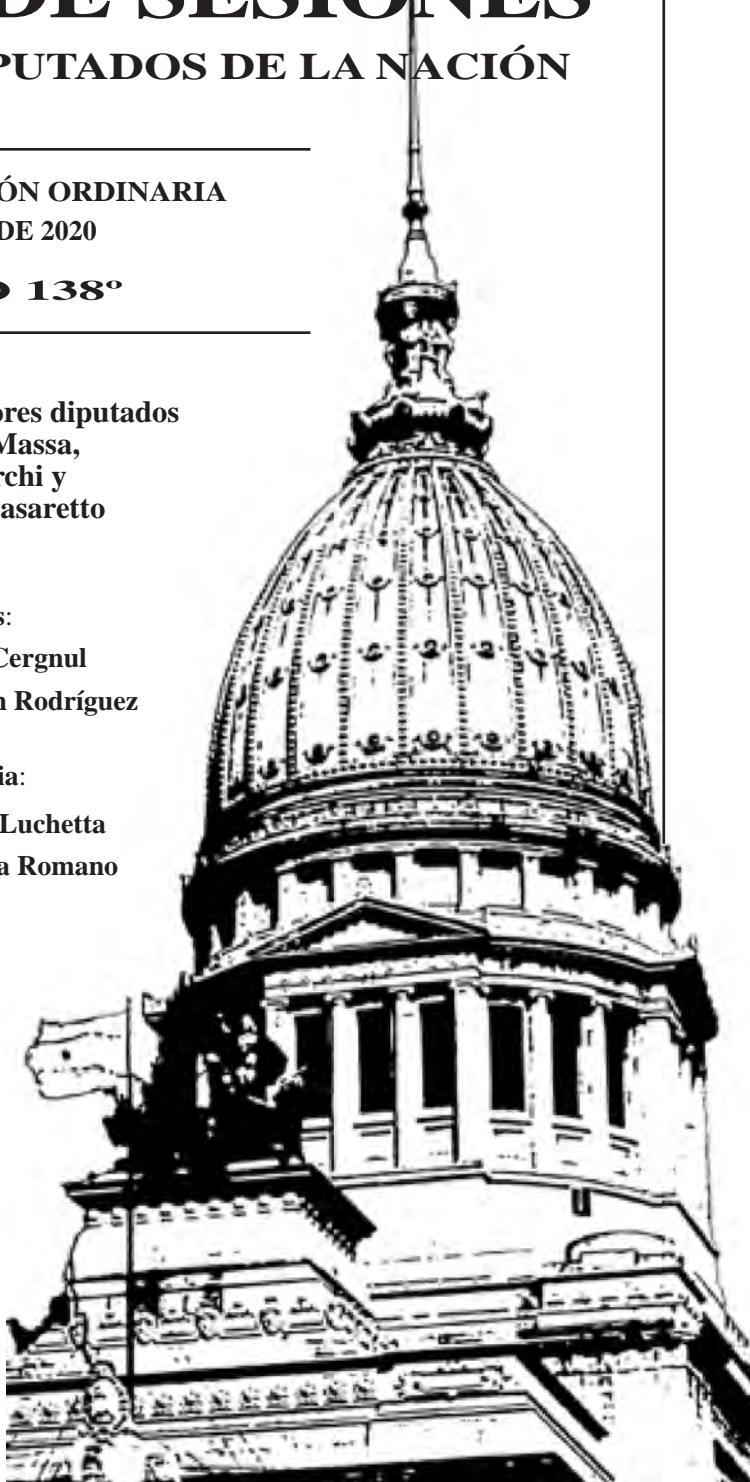 DE SESIONES
PUTADOS DE LA NACIÓN
ÓN ORDINARIA
DE 2020
O 138º
ores diputados
Massa,
rchi y
asaretto
s:
Cergnul
n Rodríguez
ia:
Luchetta
a Romano